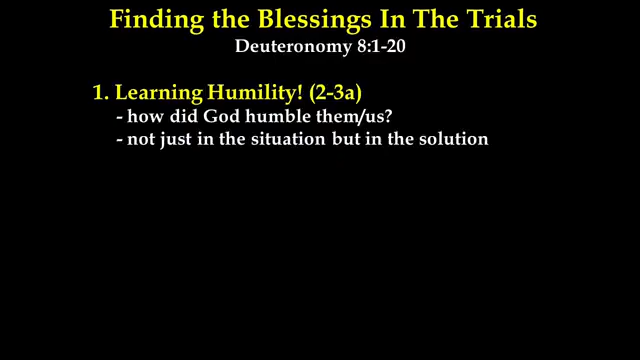 Finding the Blessings In The Trials
Deuteronomy 8:1-20
1. Learning Humility! (2-3a)
- how did God humble them/us?
- not just in the situation but in the solution